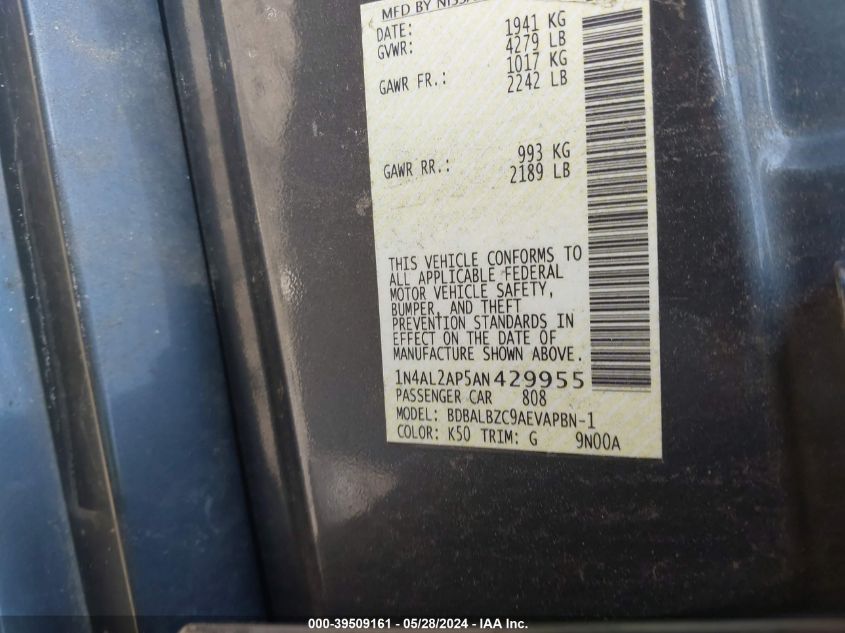 MFD BY NISSA
DATE: 1941 KG
GVWR: 4279 LB
1017 KG
GAWR FR.: 2242 LB
993 KG
GAWR RR.: 2189 LB
THIS VEHICLE CONFORMS TO
ALL APPLICABLE FEDERAL
MOTOR VEHICLE SAFETY,
BUMPER, AND THEFT
PREVENTION STANDARDS IN
EFFECT ON THE DATE OF
MANUFACTURE SHOWN ABOVE.
1N4AL2AP5AN429955
PASSENGER CAR 808
MODEL: BDBALBZC9AEVAPBN-1
COLOR: K50 TRIM: G 9N00A
000-39509161 - 05/28/2024 - IAA Inc.